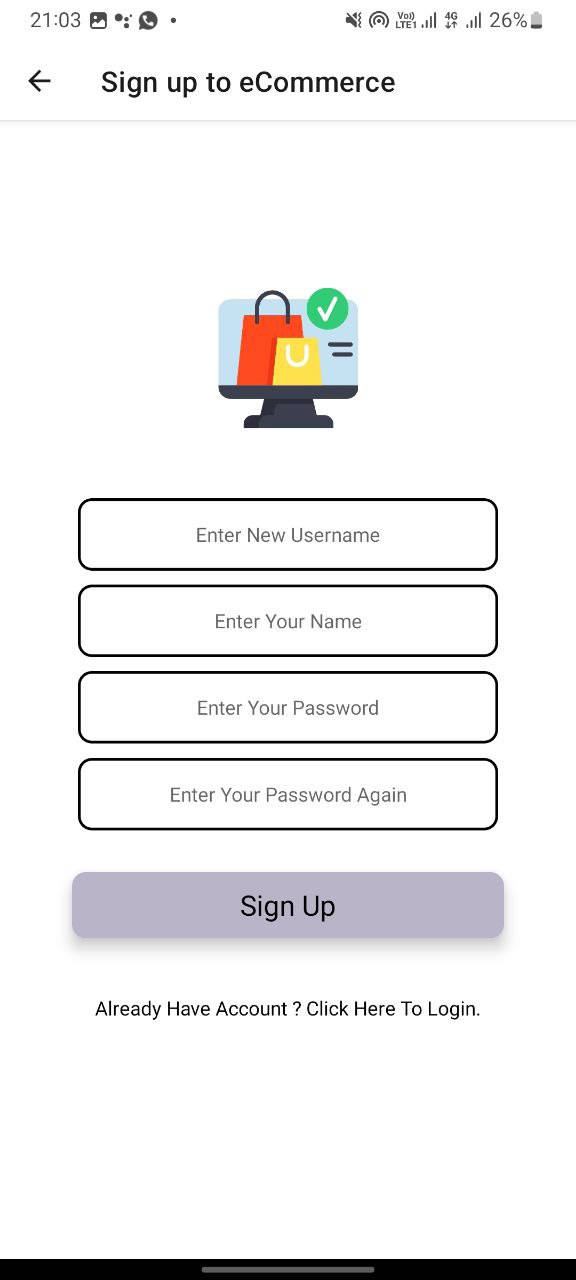 21:03 Vo) LTE1 4G 26%
Sign up to eCommerce
Enter New Username
Enter Your Name
Enter Your Password
Enter Your Password Again
Sign Up
Already Have Account ? Click Here To Login.